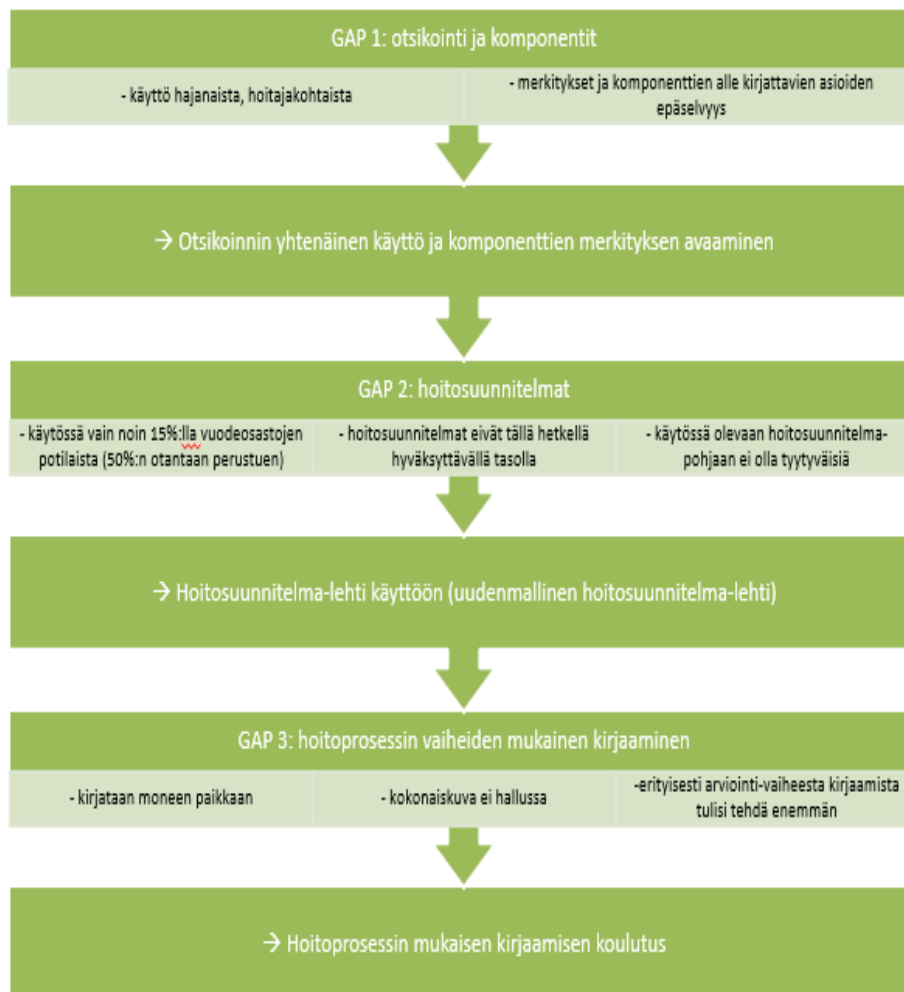 GAP 1: otsikointi ja komponentit
- käyttö hajanaista, hoitajakohtaista
- merkitykset ja komponenttien alle kirjattavien asioiden
epäselvyys
→ Otsikoinnin yhtenäinen käyttö ja komponenttien merkityksen avaaminen
GAP 2: hoitosuunnitelmat
- käytössä vain noin 15%:lla vuodeosastojen
potilaista (50%:n otantaan perustuen)
- hoitosuunnitelmat eivät tällä hetkellä
hyväksyttävällä tasolla
- käytössä olevaan hoitosuunnitelma-
pohjaan ei olla tyytyväisiä
→ Hoitosuunnitelma-lehti käyttöön (uudenmallinen hoitosuunnitelma-lehti)
GAP 3: hoitoprosessin vaiheiden mukainen kirjaaminen
- kirjataan moneen paikkaan
- kokonaiskuva ei hallussa
-erityisesti arviointi-vaiheesta kirjaamista
tulisi tehdä enemmän
→ Hoitoprosessin mukaisen kirjaamisen koulutus